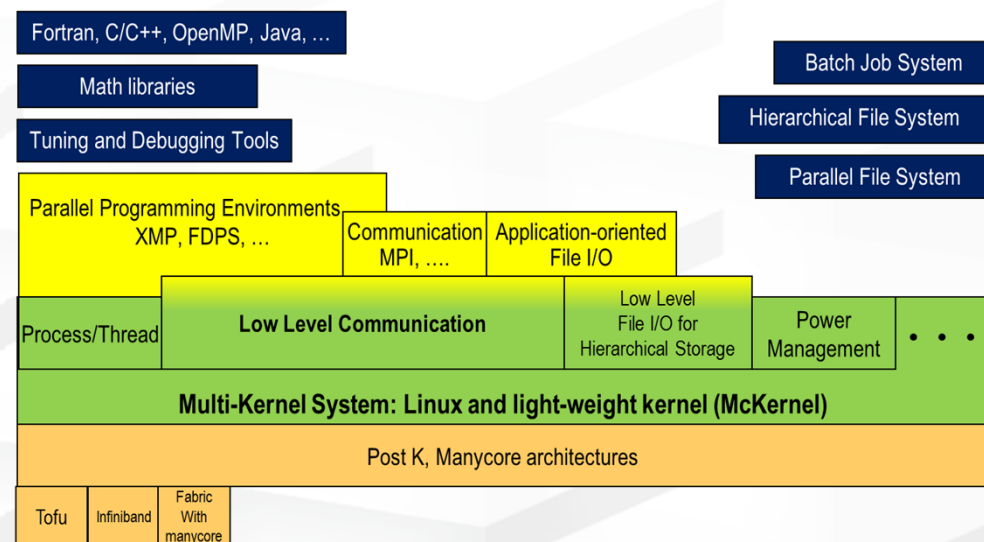 Fortran, C/C++, OpenMP, Java, …
Math libraries
Tuning and Debugging Tools
Batch Job System
Hierarchical File System
Parallel File System
Parallel Programming Environments
XMP, FDPS, …
Communication
MPI, ….
Application-oriented
File I/O
Process/Thread
Low Level Communication
Low Level
File I/O for
Hierarchical Storage
Power
Management
• • •
Multi-Kernel System: Linux and light-weight kernel (McKernel)
Post K, Manycore architectures
Tofu
Infiniband
Fabric
With
manycore